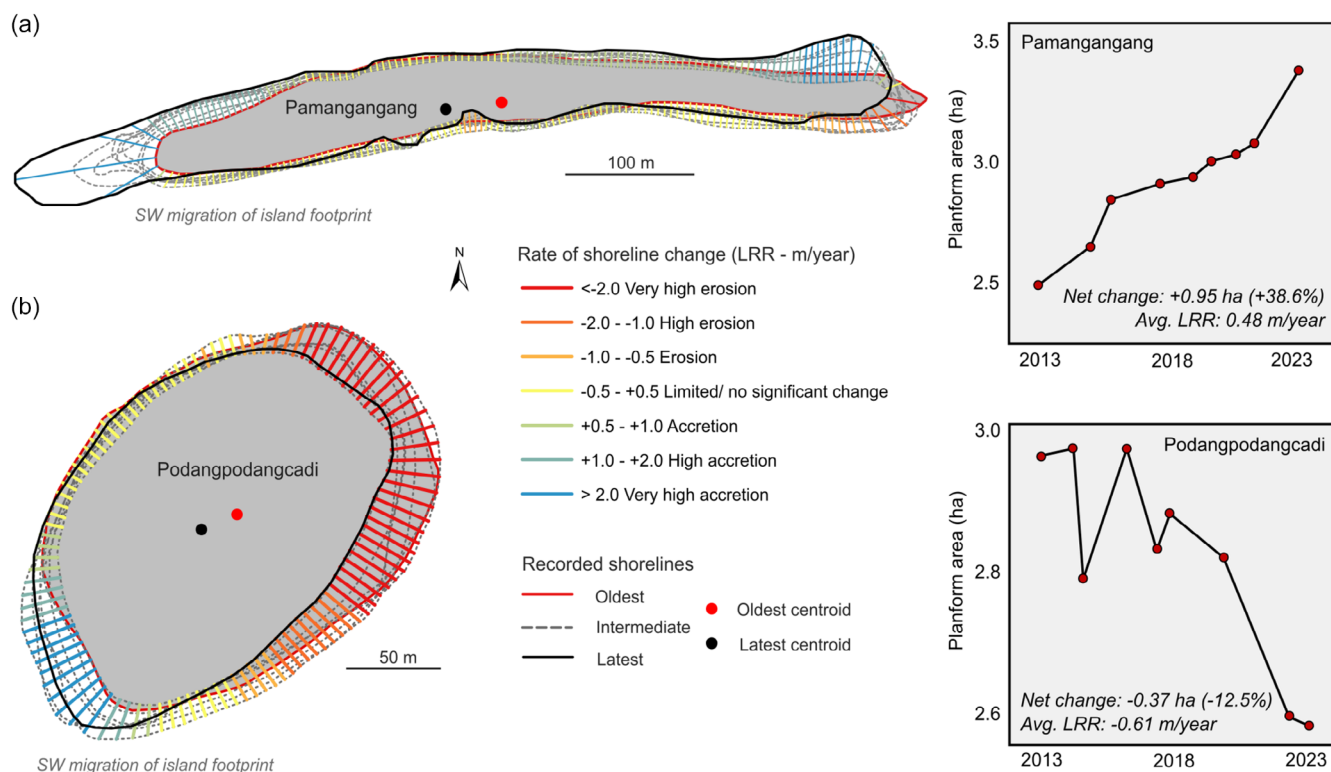 (a)
Pamangangang
100 m
SW migration of island footprint
N
Rate of shoreline change (LRR - m/year)
<-2.0 Very high erosion
-2.0 - -1.0 High erosion
-1.0 - -0.5 Erosion
-0.5 - +0.5 Limited/ no significant change
+0.5 - +1.0 Accretion
+1.0 - +2.0 High accretion
> 2.0 Very high accretion
Recorded shorelines
Oldest
Intermediate
Latest
Oldest centroid
Latest centroid
(b)
Podangpodangcadi
50 m
SW migration of island footprint
Pamangangang
Planform area (ha)
3.5
3.0
2.5
Net change: +0.95 ha (+38.6%)
Avg. LRR: 0.48 m/year
2013
2018
2023
Podangpodangcadi
Planform area (ha)
3.0
2.8
2.6
Net change: -0.37 ha (-12.5%)
Avg. LRR: -0.61 m/year
2013
2018
2023